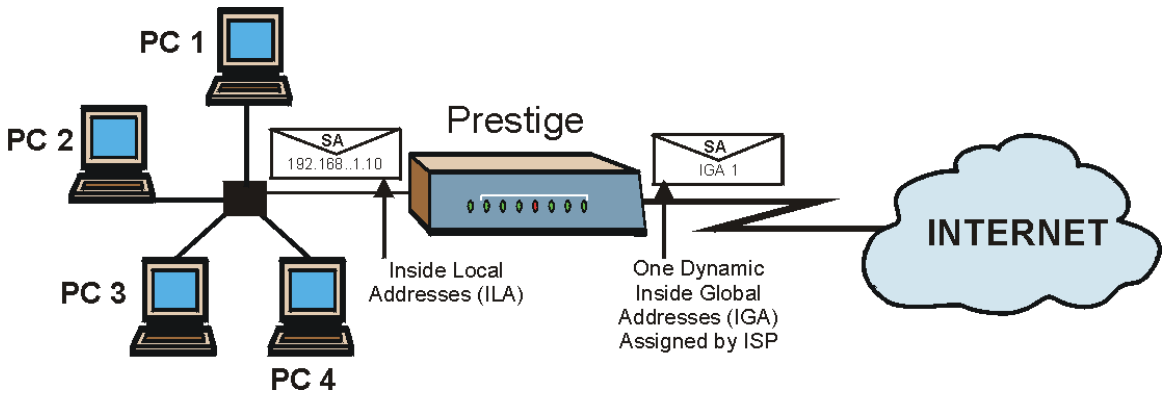 PC 1
PC 2
PC 3
PC 4
SA
192.168..1.10
Prestige
SA
IGA 1
INTERNET
Inside Local
Addresses (ILA)
One Dynamic
Inside Global
Addresses (IGA)
Assigned by ISP